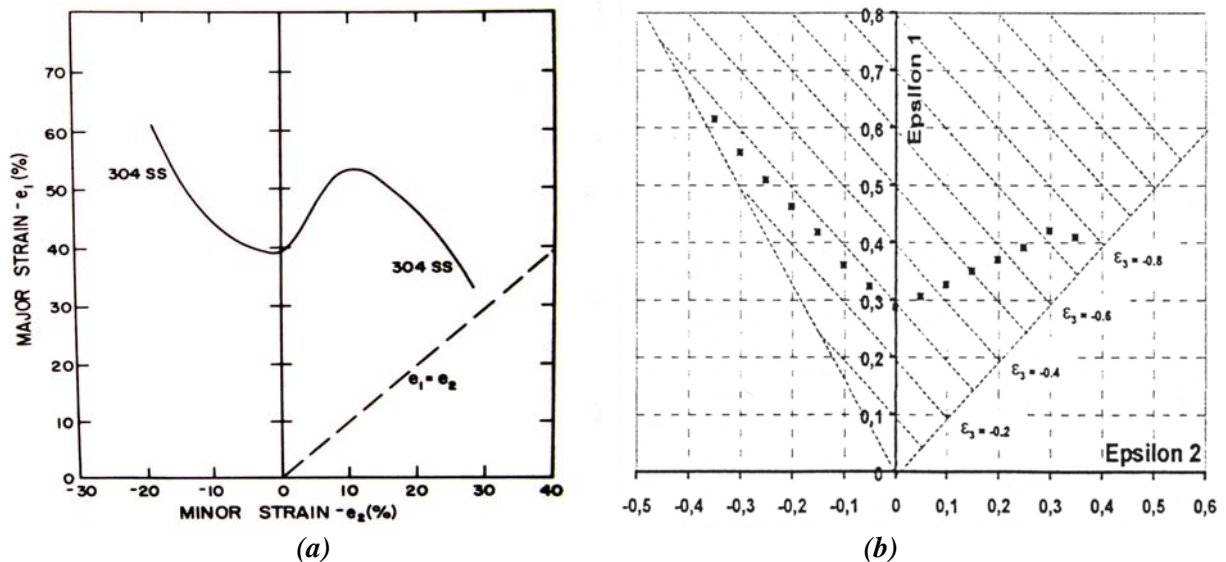 MAJOR STRAIN - e₁ (%)
70
60
50
40
30
20
10
0
304 SS
304 SS
e₁ = e₂
-30
-20
-10
0
10
20
30
40
MINOR STRAIN - e₂ (%)
(a)
0,8
0,7
0,6
0,5
0,4
0,3
0,2
0,1
0
Epsilon 1
ε₃ = -0.8
ε₃ = -0.6
ε₃ = -0.4
ε₃ = -0.2
Epsilon 2
-0,5
-0,4
-0,3
-0,2
-0,1
0
0,1
0,2
0,3
0,4
0,5
0,6
(b)